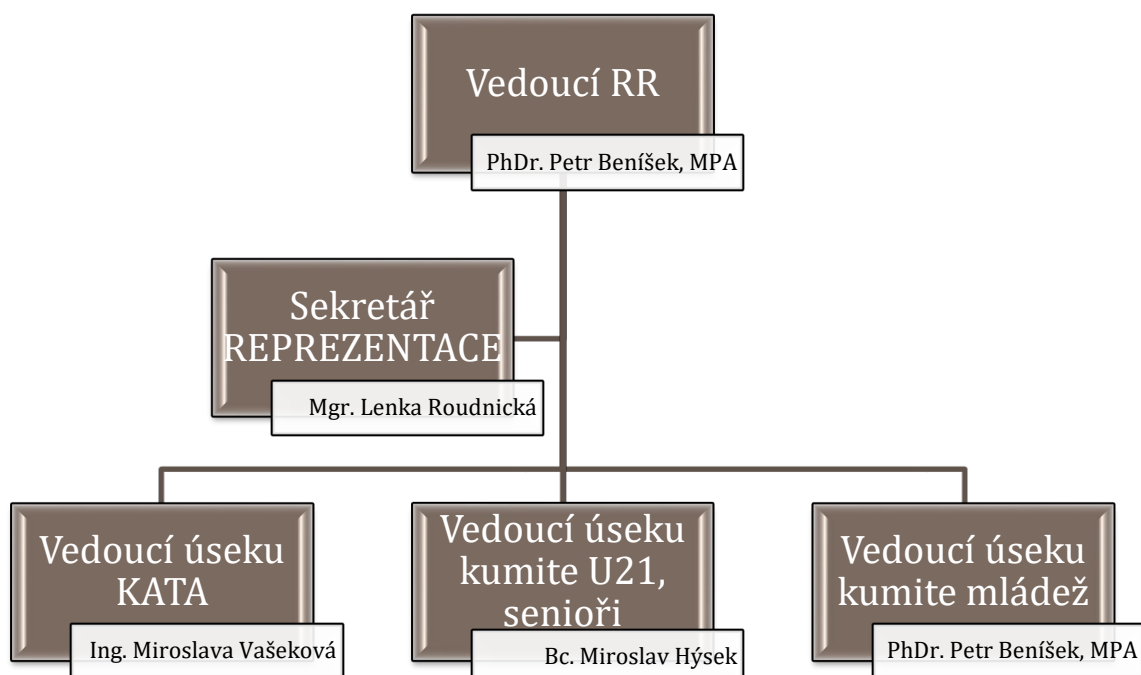 Vedoucí RR
PhDr. Petr Beníšek, MPA
Sekretář
REPREZENTACE
Mgr. Lenka Roudnická
Vedoucí úseku
KATA
Ing. Miroslava Vašeková
Vedoucí úseku
kumite U21,
senioři
Bc. Miroslav Hýsek
Vedoucí úseku
kumite mládež
PhDr. Petr Beníšek, MPA